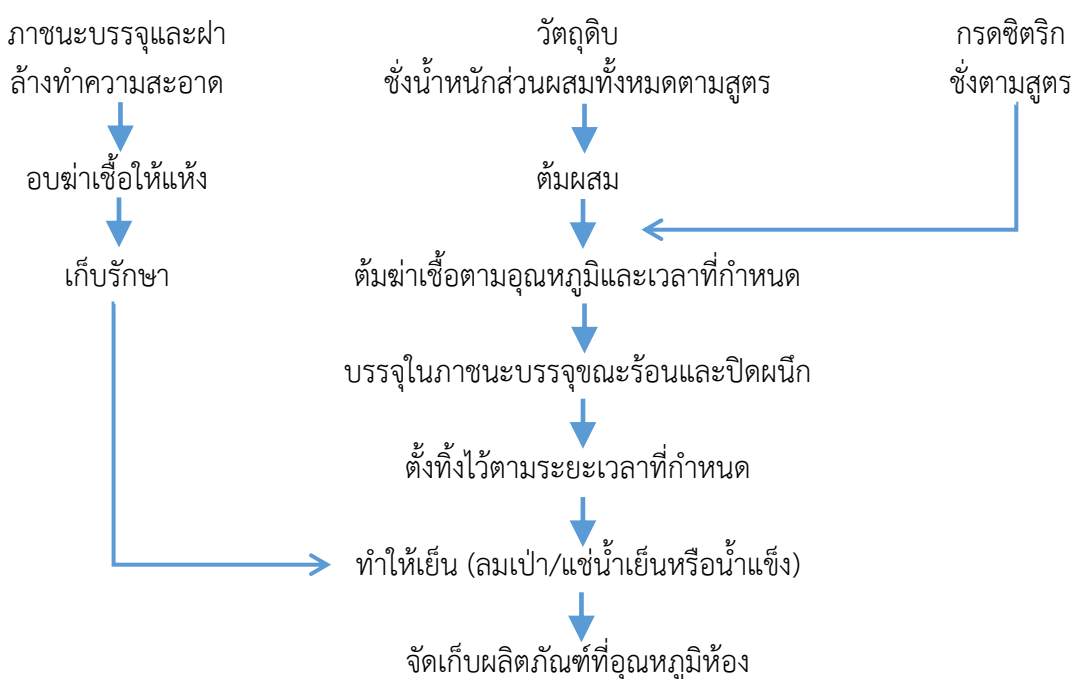 ภาชนะบรรจุและฝา
ล้างทำความสะอาด
อบฆ่าเชื้อให้แห้ง
เก็บรักษา
วัตถุดิบ
ชั่งน้ำหนักส่วนผสมทั้งหมดตามสูตร
ต้มผสม
กรดซิตริก
ชั่งตามสูตร
ต้มฆ่าเชื้อตามอุณหภูมิและเวลาที่กำหนด
บรรจุในภาชนะบรรจุขณะร้อนและปิดผนึก
ตั้งทิ้งไว้ตามระยะเวลาที่กำหนด
ทำให้เย็น (ลมเป่า/แช่น้ำเย็นหรือน้ำแข็ง)
จัดเก็บผลิตภัณฑ์ที่อุณหภูมิห้อง